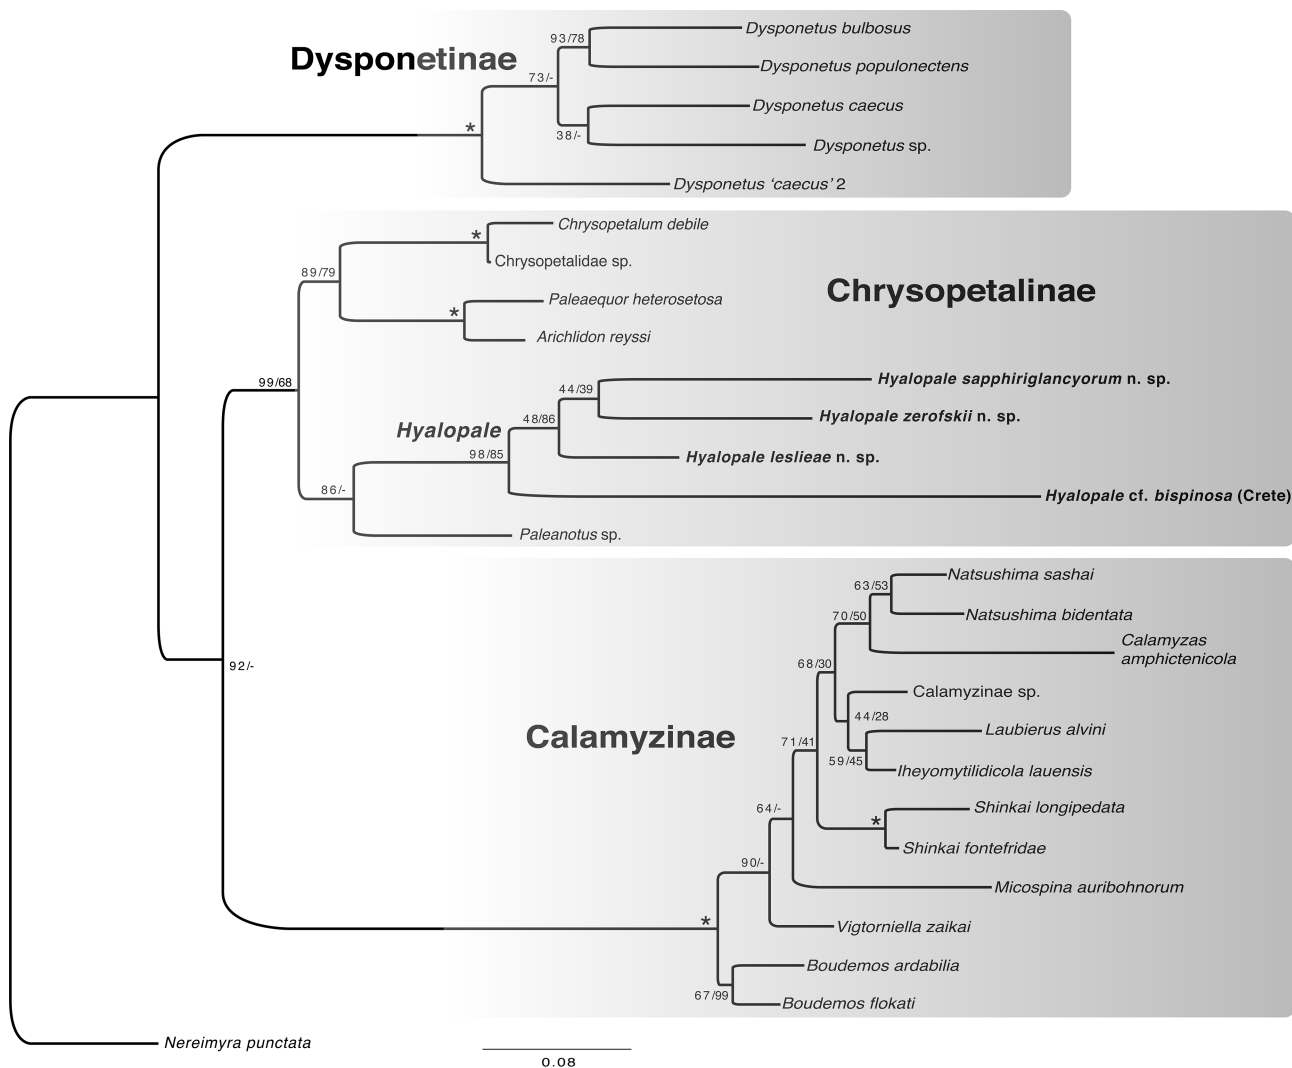 Dysponetinae
93/78
Dysponetus bulbosus
Dysponetus populonectens
73/-
Dysponetus caecus
*
38/-
Dysponetus sp.
Dysponetus ‘caecus’ 2
Chrysopetalum debile
*
Chrysopetalidae sp.
89/79
Chrysopetalinae
Paleaequor heterosetosa
*
Arichlidon reyssi
99/68
Hyalopale sapphiriglancyorum n. sp.
44/39
Hyalopale zerofskii n. sp.
48/86
Hyalopale
98/85
Hyalopale leslieae n. sp.
86/-
Hyalopale cf. bispinosa (Crete)
Paleanotus sp.
Natsushima sashai
63/53
Natsushima bidentata
70/50
Calamyzas
amphictenicola
92/-
68/30
Calamyzinae sp.
44/28
Calamyzinae
Laubierus alvini
71/41
59/45
Iheyomytilidicola lauensis
64/-
Shinkai longipedata
*
Shinkai fontefridae
90/-
Micospina auribohnorum
*
Vigtorniella zaikai
Boudemos ardabilia
67/99
Boudemos flokati
Nereimyra punctata
0.08